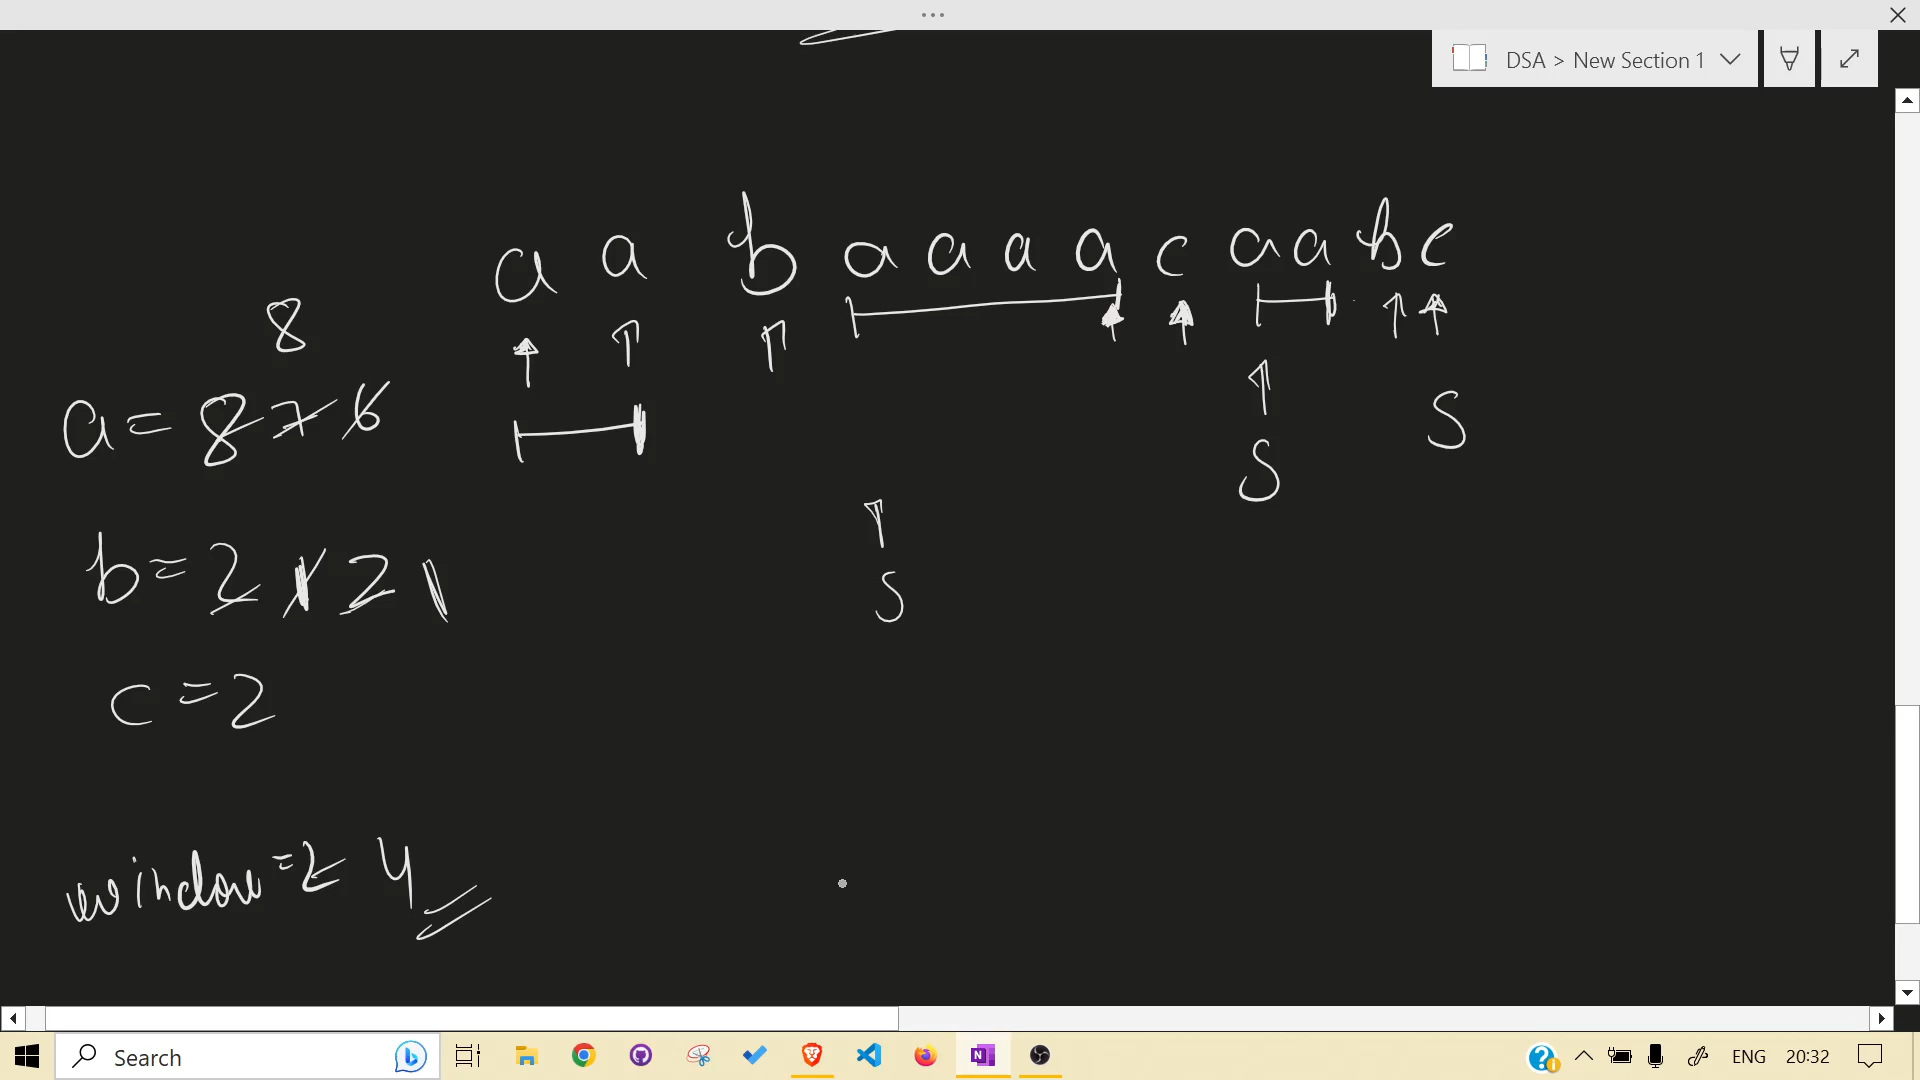 DSA > New Section 1
a a b a a a a c a a b c
8
a = 8 7 6
S
S
b = 2 1 2 1
S
c = 2
window = 2 4
Search
ENG 20:32